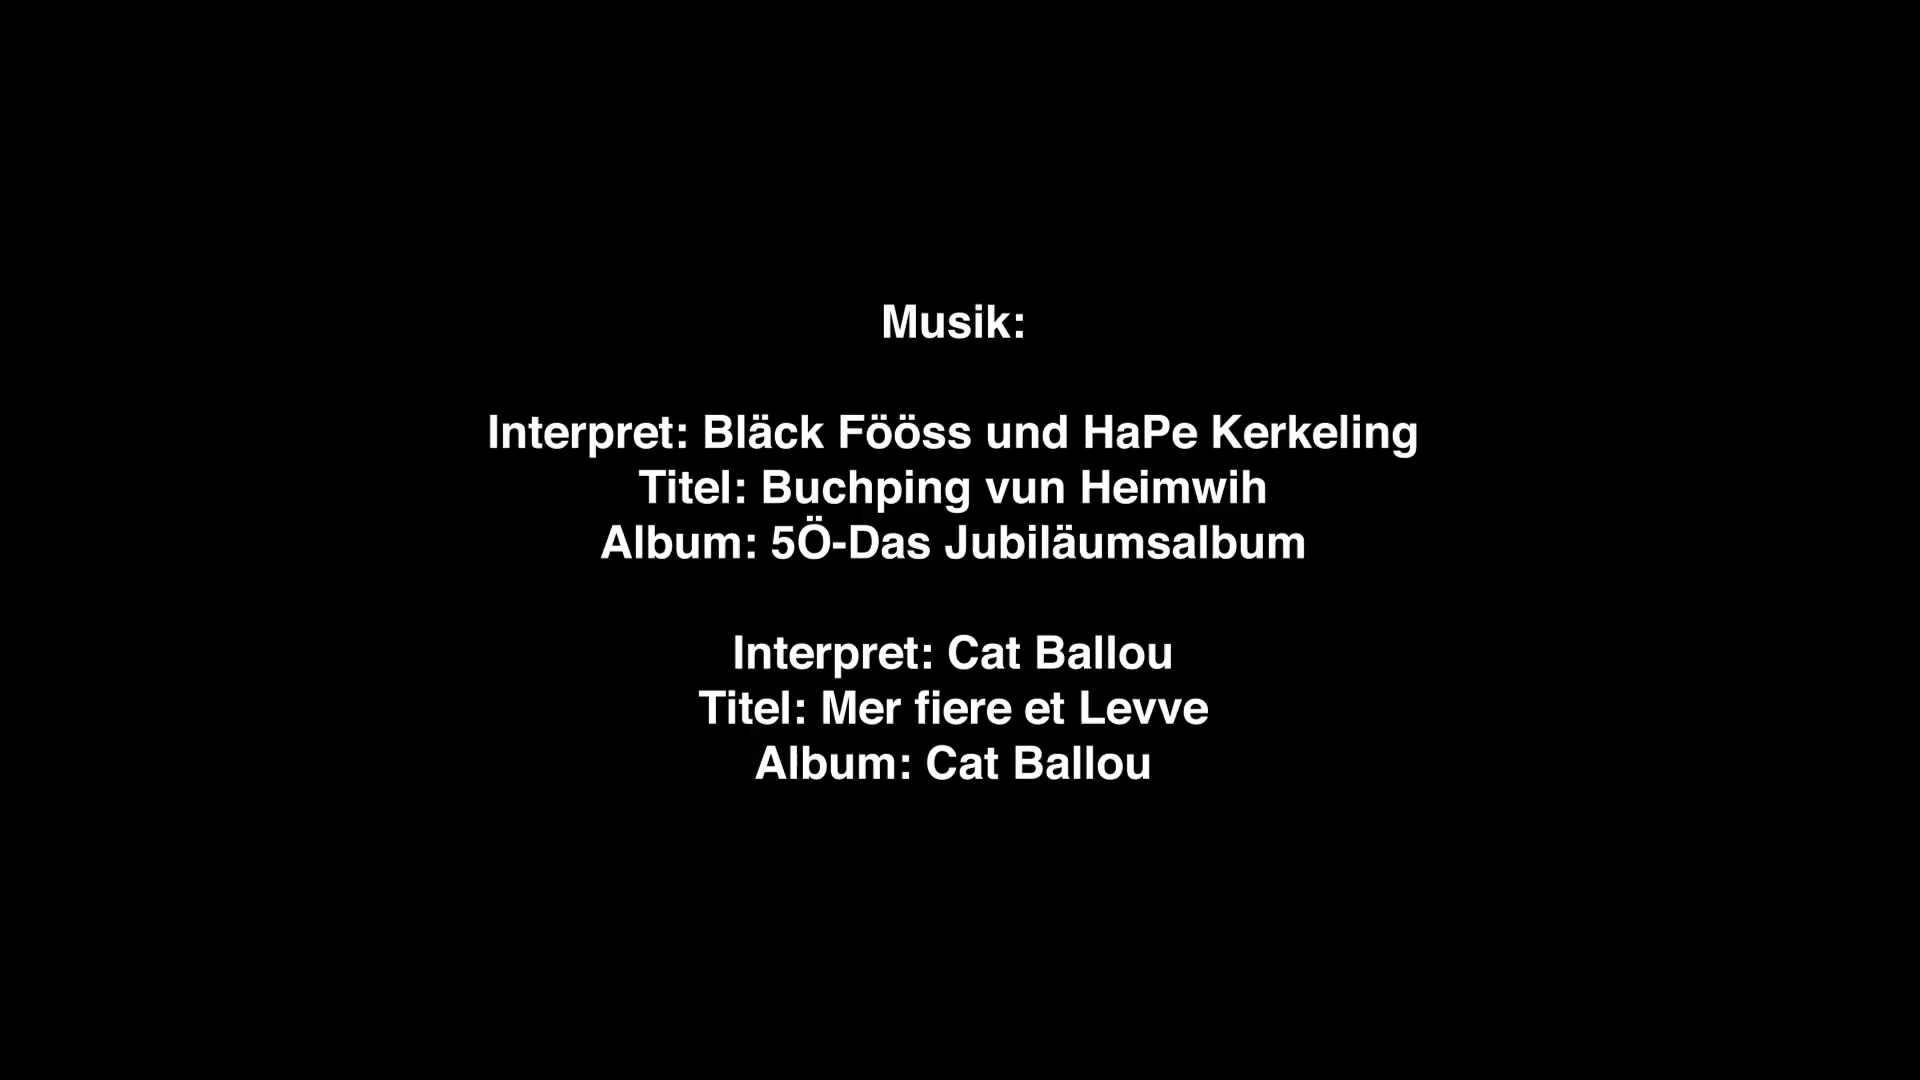 Musik:
Interpret: Bläck Fööss und HaPe Kerkeling
Titel: Buchping vun Heimwih
Album: 5Ö-Das Jubiläumsalbum
Interpret: Cat Ballou
Titel: Mer fiere et Levve
Album: Cat Ballou